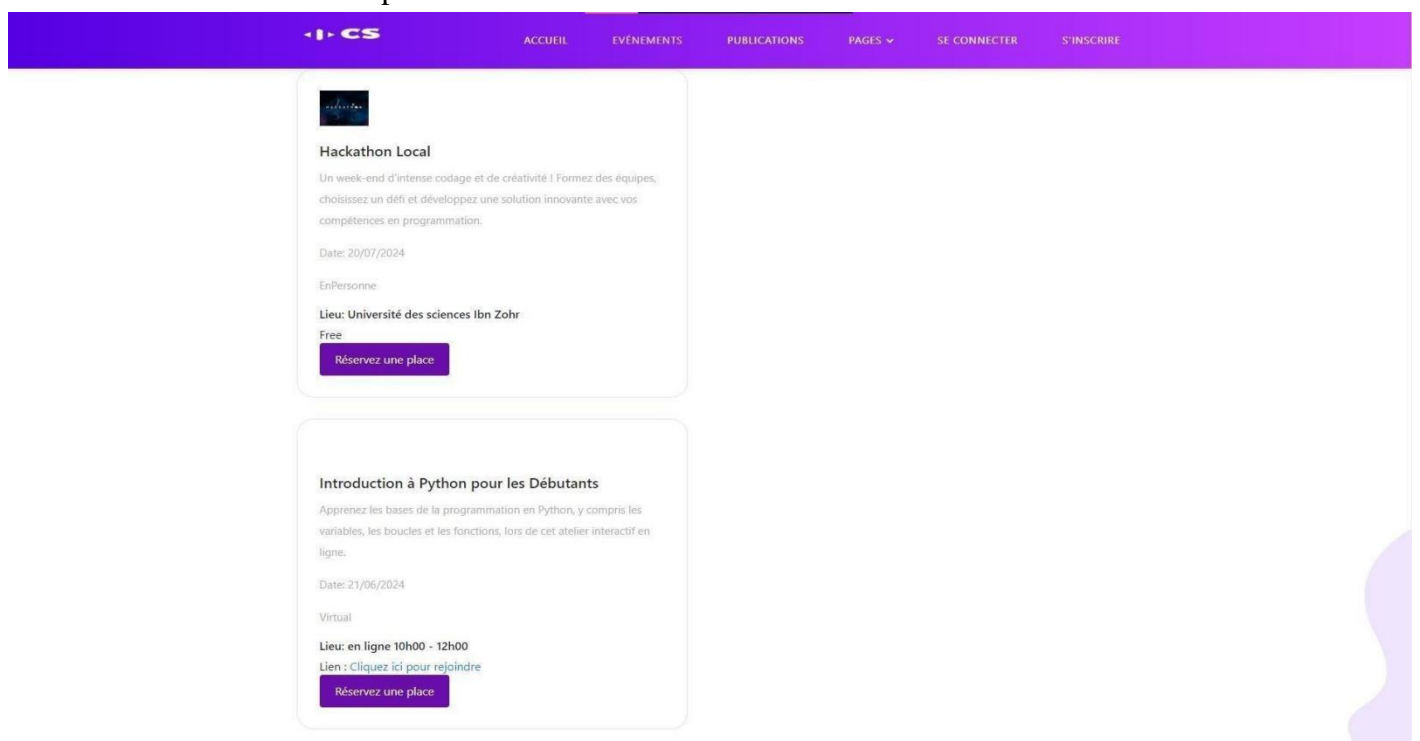 CS
ACCUEIL EVÉNEMENTS PUBLICATIONS PAGES SE CONNECTER S'INSCRIRE
Hackathon Local
Un week-end d'intense codage et de créativité ! Formez des équipes,
choisissez un défi et développez une solution innovante avec vos
compétences en programmation.
Date: 20/07/2024
EnPersonne
Lieu: Université des sciences Ibn Zohr
Free
Réservez une place
Introduction à Python pour les Débutants
Apprenez les bases de la programmation en Python, y compris les
variables, les boucles et les fonctions, lors de cet atelier interactif en
ligne.
Date: 21/06/2024
Virtual
Lieu: en ligne 10h00 - 12h00
Lien : Cliquez ici pour rejoindre
Réservez une place